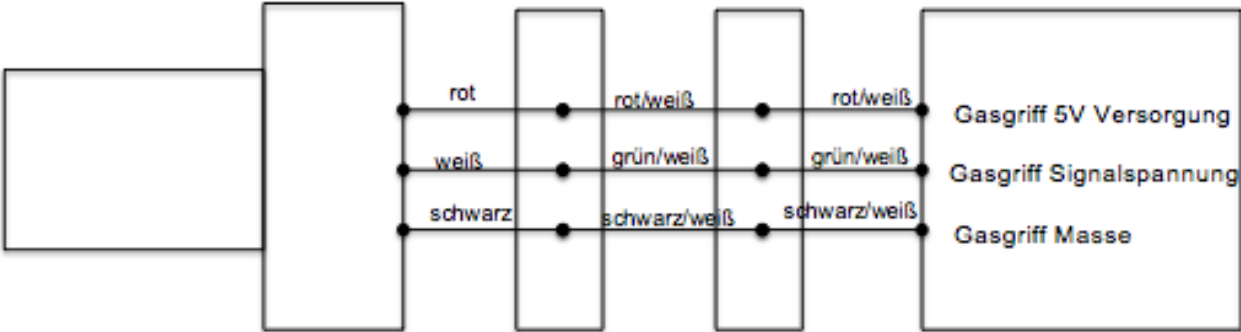 rot rot/weiß rot/weiß Gasgriff 5V Versorgung
weiß grün/weiß grün/weiß Gasgriff Signalspannung
schwarz schwarz/weiß schwarz/weiß Gasgriff Masse